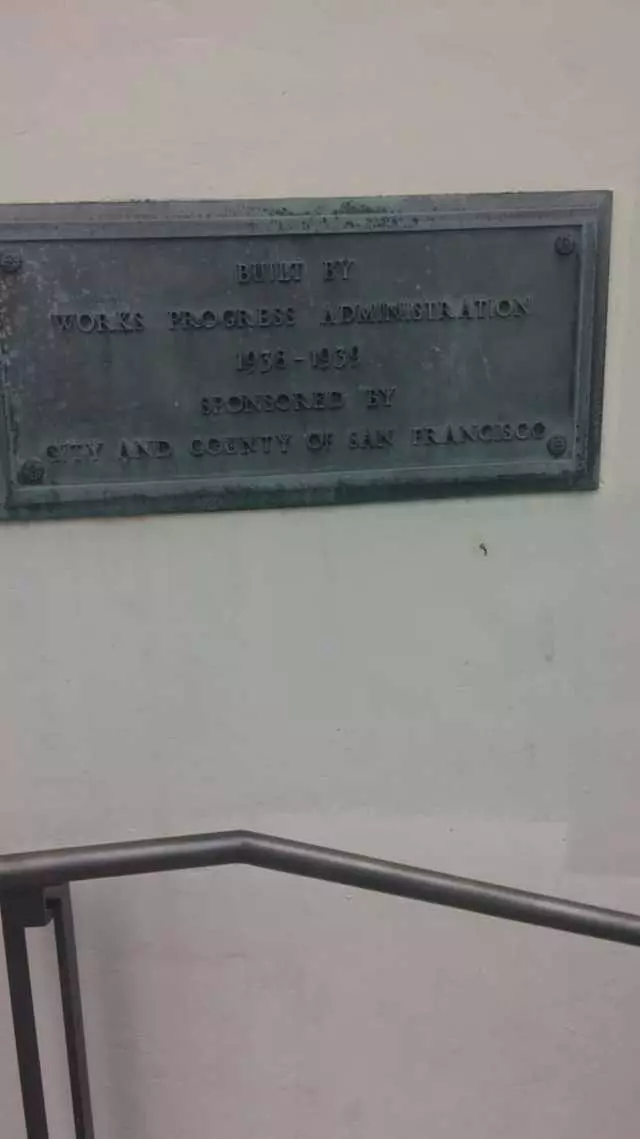 BUILT BY
WORKS PROGRESS ADMINISTRATION
1938-1939
SPONSORED BY
CITY AND COUNTY OF SAN FRANCISCO